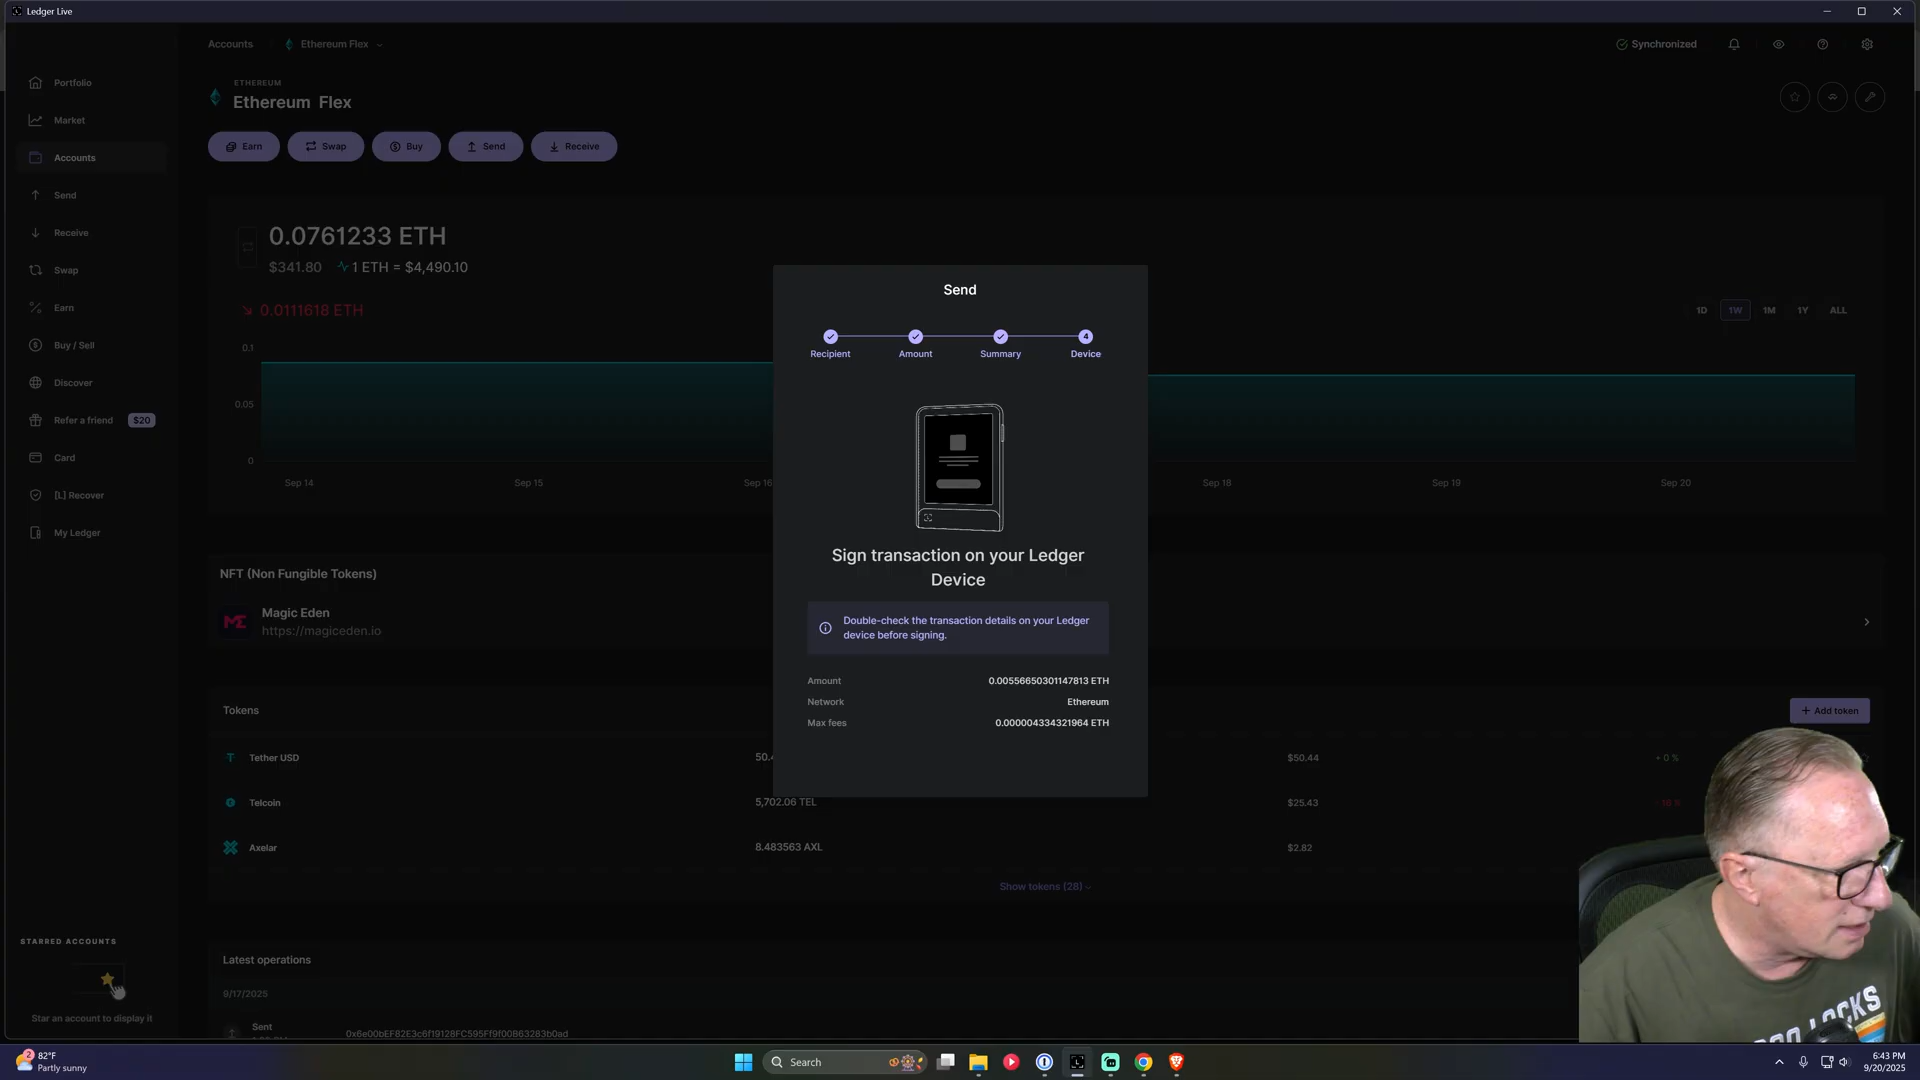 Ledger Live
Accounts
Ethereum Flex
Synchronized
Portfolio
Market
Accounts
Send
Receive
Swap
Earn
Buy / Sell
Discover
Refer a friend
$20
Card
[L] Recover
My Ledger
STARRED ACCOUNTS
Star an account to display it
ETHEREUM
Ethereum Flex
Earn
Swap
Buy
Send
Receive
0.0761233 ETH
$341.80
1 ETH = $4,490.10
0.0111618 ETH
1D
1W
1M
1Y
ALL
0.1
0.05
0
Sep 14
Sep 15
Sep 16
Sep 18
Sep 19
Sep 20
Send
4
Recipient
Amount
Summary
Device
Sign transaction on your Ledger
Device
Double-check the transaction details on your Ledger
device before signing.
Amount
0.00556650301147813 ETH
Network
Ethereum
Max fees
0.000004334321964 ETH
NFT (Non Fungible Tokens)
Magic Eden
https://magiceden.io
Tokens
Add token
Tether USD
$50.44
+ 0 %
Telcoin
5,702.06 TEL
$25.43
Axelar
8.483563 AXL
$2.82
Show tokens (28)
Latest operations
9/17/2025
Sent
0x6e00bEF82E3c6f19128FC595Ff9f00B63283b0ad
2
82°F
Partly sunny
Search
6:43 PM
9/20/2025